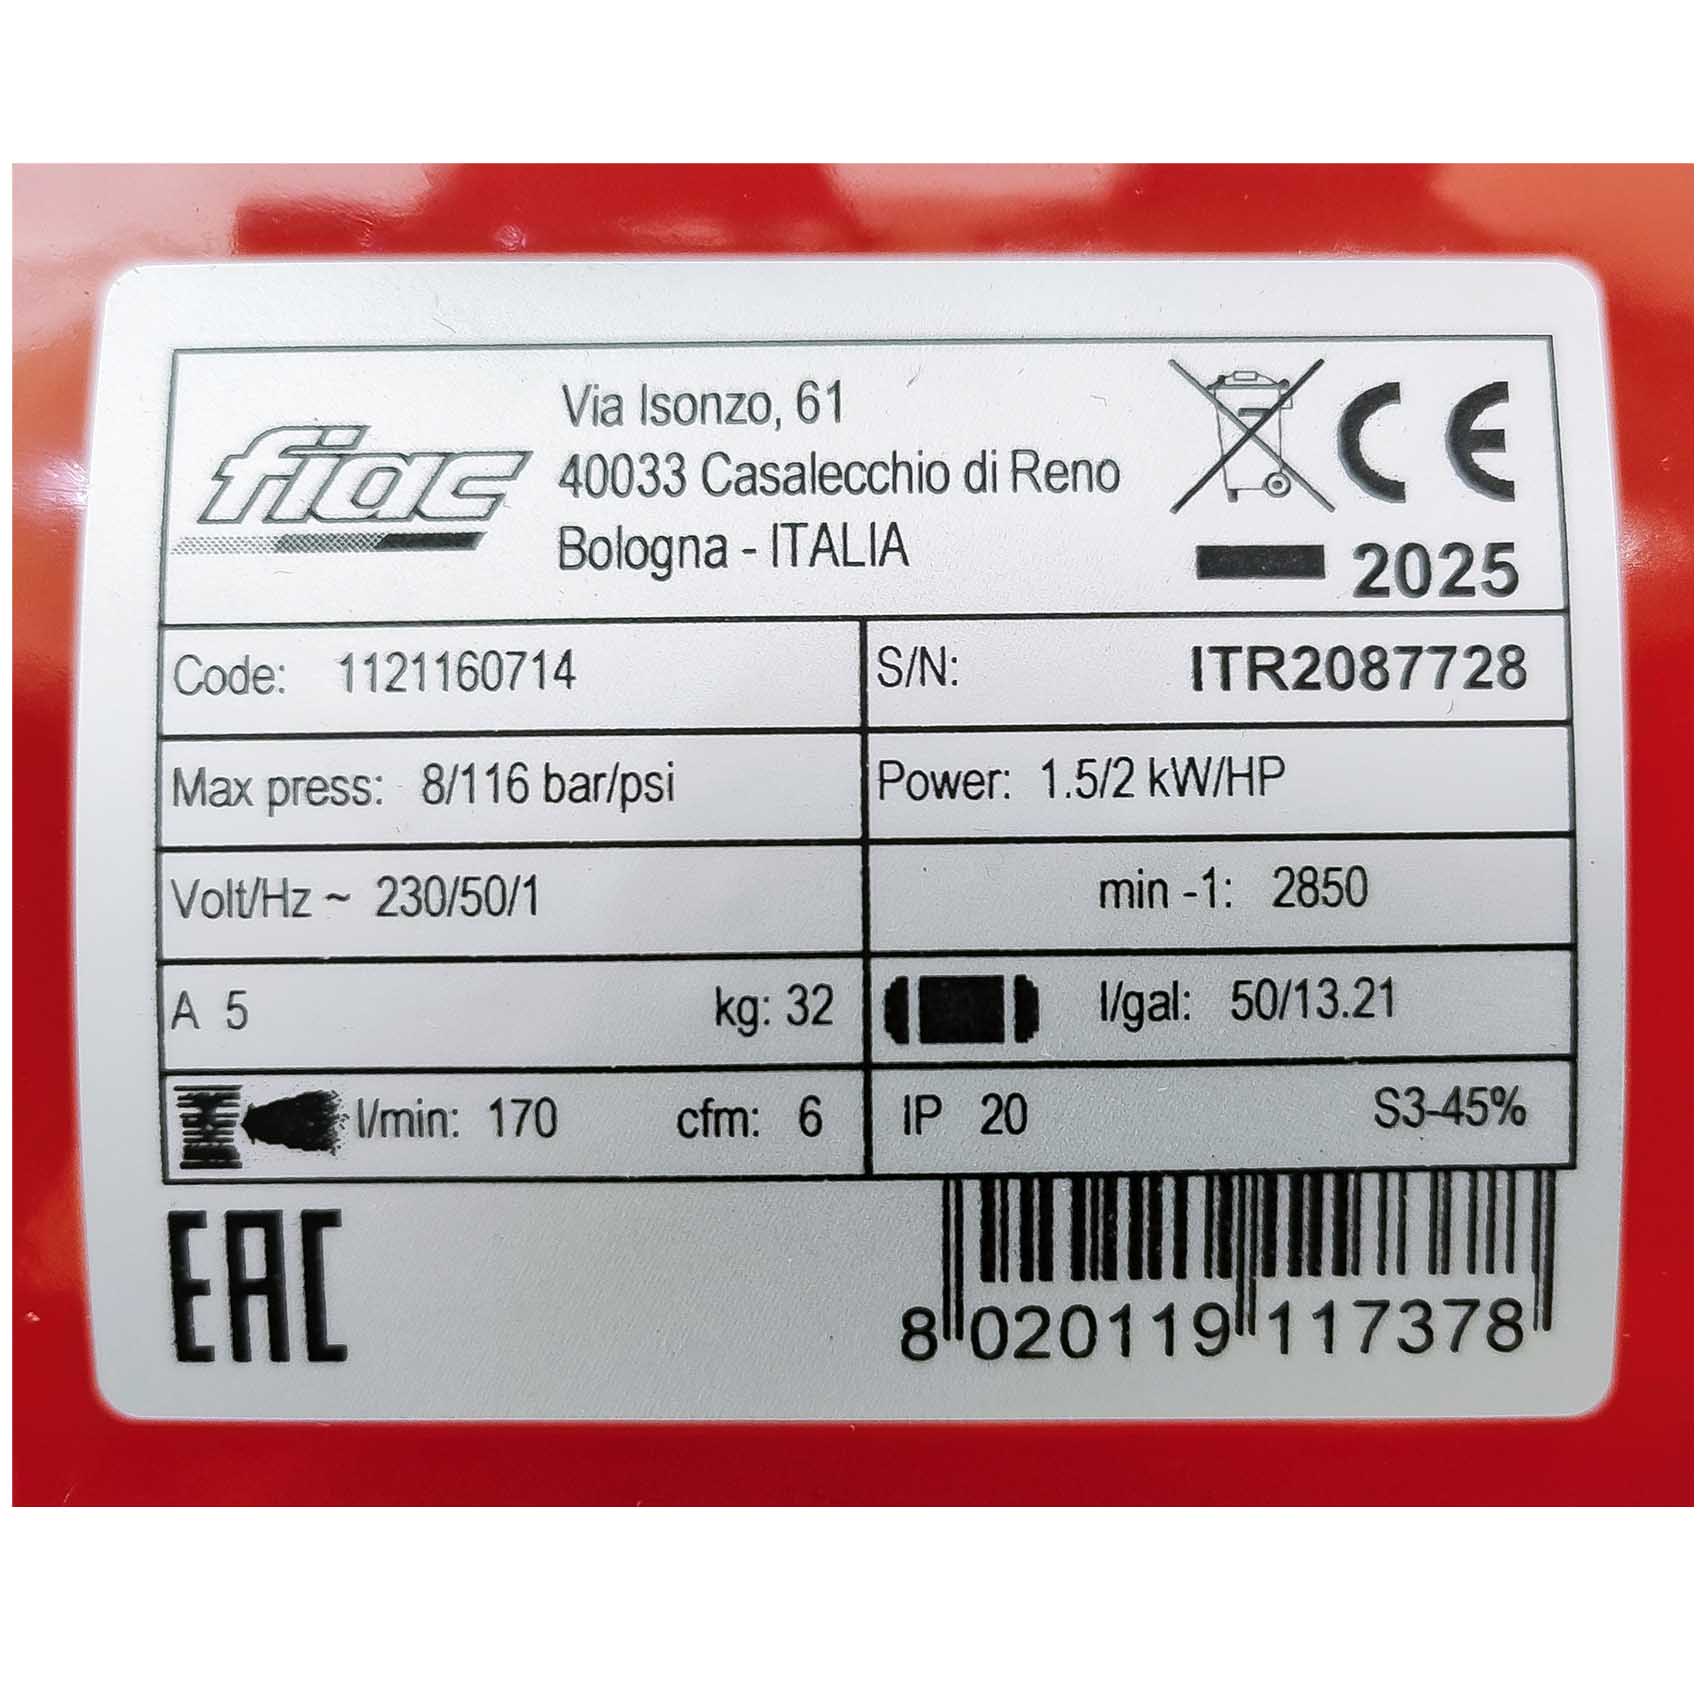 fiac
Via Isonzo, 61
40033 Casalecchio di Reno
Bologna - ITALIA
CE
2025
Code: 1121160714
S/N: ITR2087728
Max press: 8/116 bar/psi
Power: 1.5/2 kW/HP
Volt/Hz ~ 230/50/1
min -1: 2850
A 5 kg: 32
l/gal: 50/13.21
l/min: 170 cfm: 6
IP 20 S3-45%
EAC
8 020119 117378